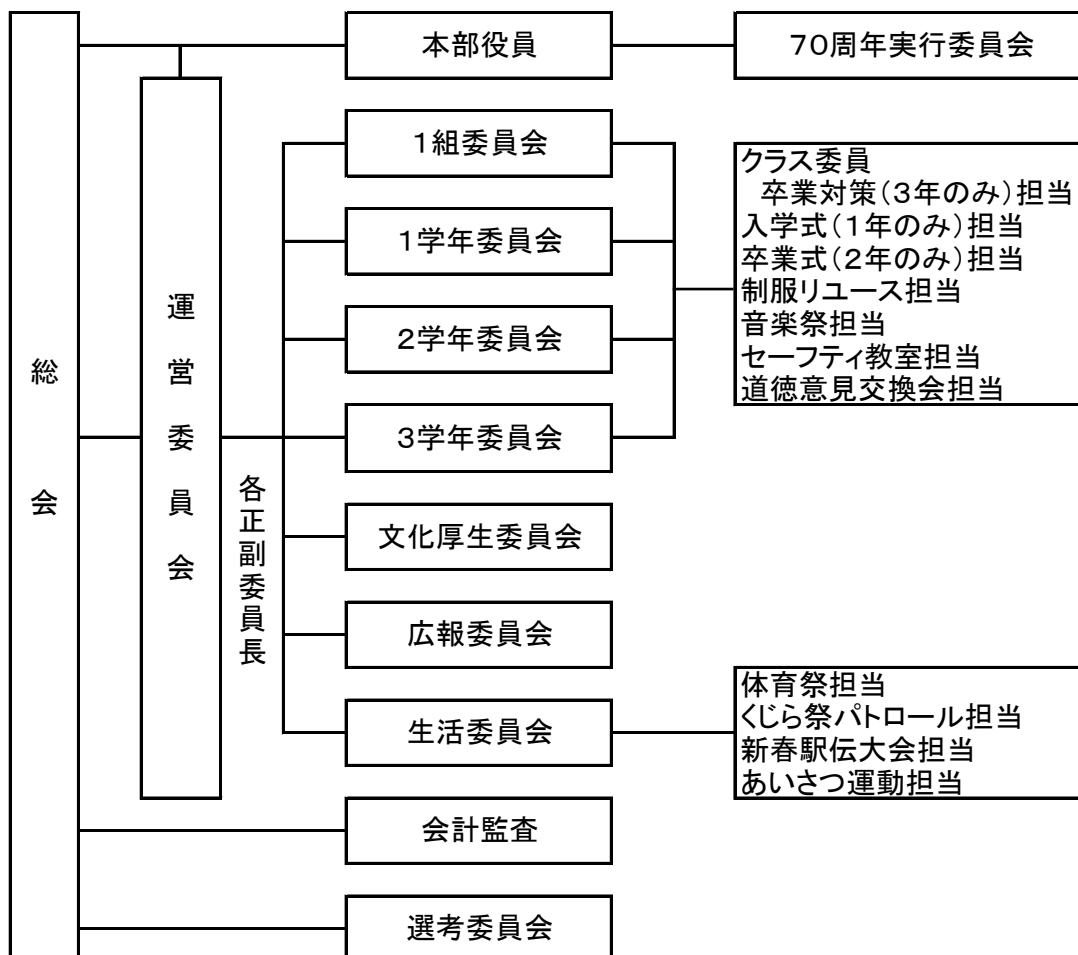 総会
運営委員会
各正副委員長
本部役員
70周年実行委員会
1組委員会
1学年委員会
2学年委員会
3学年委員会
文化厚生委員会
広報委員会
生活委員会
会計監査
選考委員会
クラス委員
卒業対策(3年のみ)担当
入学式(1年のみ)担当
卒業式(2年のみ)担当
制服リユース担当
音楽祭担当
セーフティ教室担当
道徳意見交換会担当
体育祭担当
くじら祭パトロール担当
新春駅伝大会担当
あいさつ運動担当